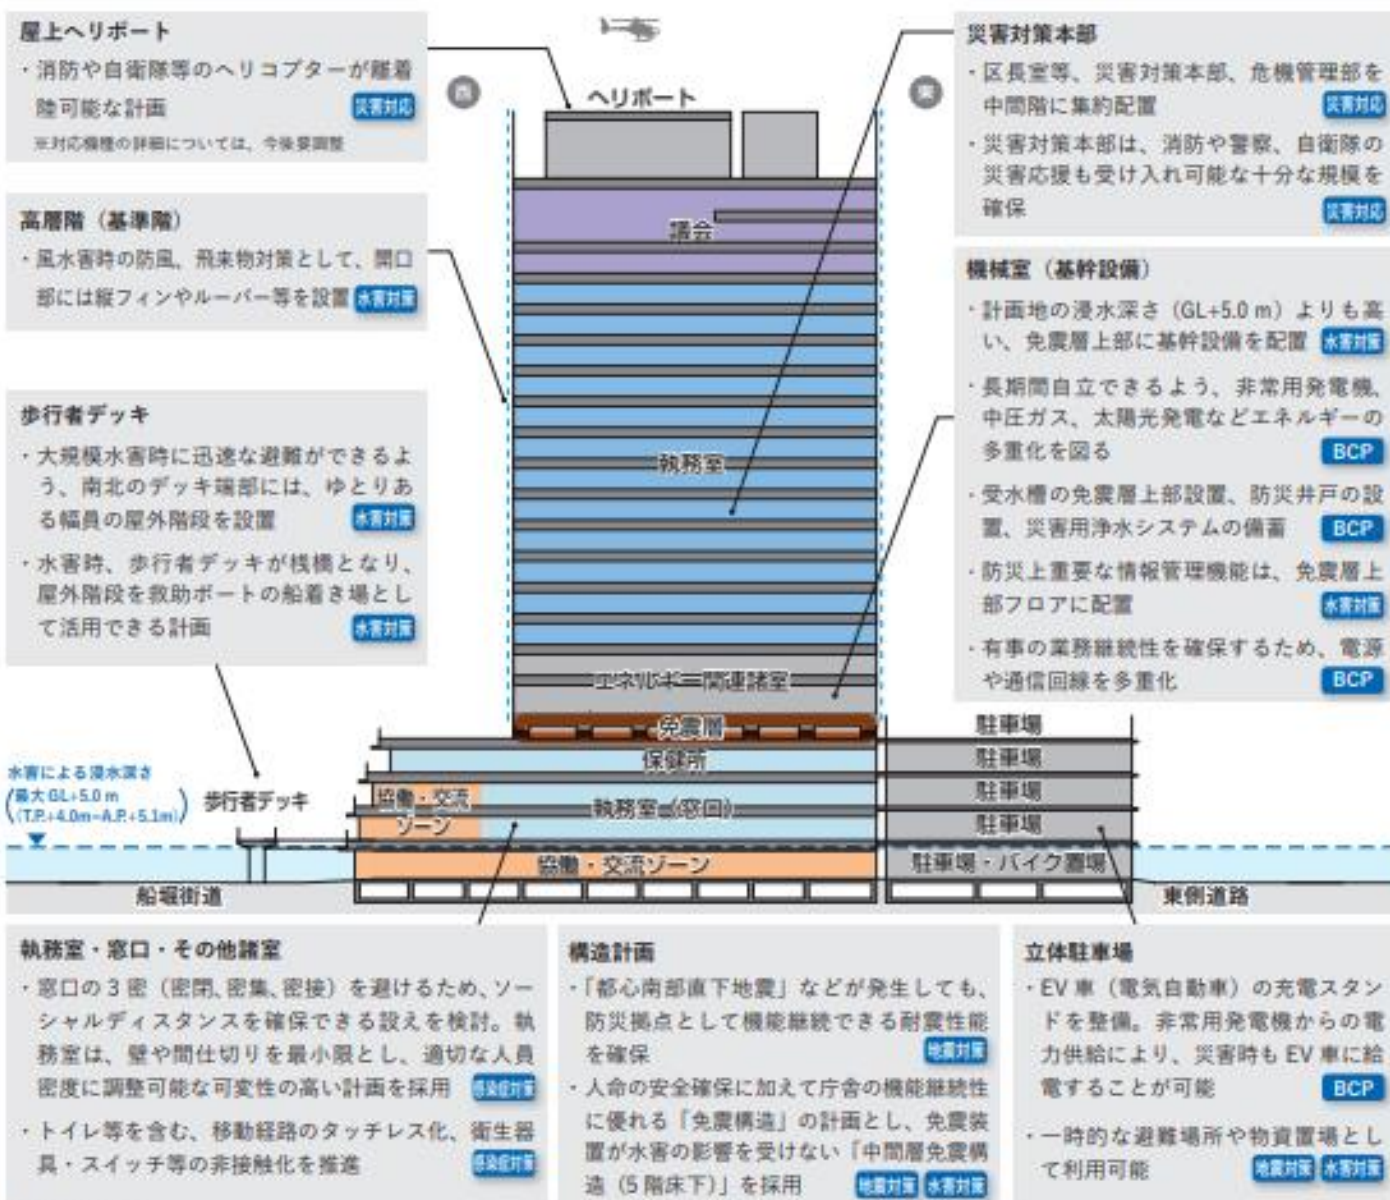 屋上ヘリポート
・消防や自衛隊等のヘリコプターが離着
陸可能な計画 災害対応
※対応機種の詳細については、今後要調整
高層階（基準階）
・風水害時の防風、飛来物対策として、開口
部には縦フィンやルーバー等を設置 水害対策
歩行者デッキ
・大規模水害時に迅速な避難ができるよ
う、南北のデッキ端部には、ゆとりあ
る幅員の屋外階段を設置 水害対策
・水害時、歩行者デッキが桟橋となり、
屋外階段を救助ボートの船着き場とし
て活用できる計画 水害対策
西
東
ヘリポート
議会
執務室
エネルギー関連諸室
免震層
保健所
協働・交流
ゾーン
執務室（窓口）
協働・交流ゾーン
駐車場
駐車場
駐車場
駐車場
駐車場・バイク置場
水害による浸水深さ
最大 GL+5.0 m
（T.P.+4.0m=A.P.+5.1m）
歩行者デッキ
船堀街道
東側道路
災害対策本部
・区長室等、災害対策本部、危機管理部を
中間階に集約配置 災害対応
・災害対策本部は、消防や警察、自衛隊の
災害応援も受け入れ可能な十分な規模を
確保 災害対応
機械室（基幹設備）
・計画地の浸水深さ（GL+5.0 m）よりも高
い、免震層上部に基幹設備を配置 水害対策
・長期間自立できるよう、非常用発電機、
中圧ガス、太陽光発電などエネルギーの
多重化を図る BCP
・受水槽の免震層上部設置、防災井戸の設
置、災害用浄水システムの備蓄 BCP
・防災上重要な情報管理機能は、免震層上
部フロアに配置 水害対策
・有事の業務継続性を確保するため、電源
や通信回線を多重化 BCP
執務室・窓口・その他諸室
・窓口の 3 密（密閉、密集、密接）を避けるため、ソー
シャルディスタンスを確保できる設えを検討。執
務室は、壁や間仕切りを最小限とし、適切な人員
密度に調整可能な可変性の高い計画を採用 感染症対策
・トイレ等を含む、移動経路のタッチレス化、衛生器
具・スイッチ等の非接触化を推進 感染症対策
構造計画
・「都心南部直下地震」などが発生しても、
防災拠点として機能継続できる耐震性能
を確保 地震対策
・人命の安全確保に加えて庁舎の機能継続性
に優れる「免震構造」の計画とし、免震装
置が水害の影響を受けない「中間層免震構
造（5 階床下）」を採用 地震対策 水害対策
立体駐車場
・EV 車（電気自動車）の充電スタン
ドを整備。非常用発電機からの電
力供給により、災害時も EV 車に給
電することが可能 BCP
・一時的な避難場所や物資置場とし
て利用可能 地震対策 水害対策